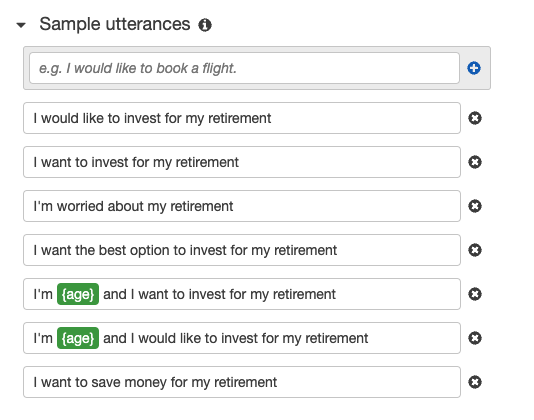 Sample utterances
e.g. I would like to book a flight.
I would like to invest for my retirement
I want to invest for my retirement
I'm worried about my retirement
I want the best option to invest for my retirement
I'm {age} and I want to invest for my retirement
I'm {age} and I would like to invest for my retirement
I want to save money for my retirement